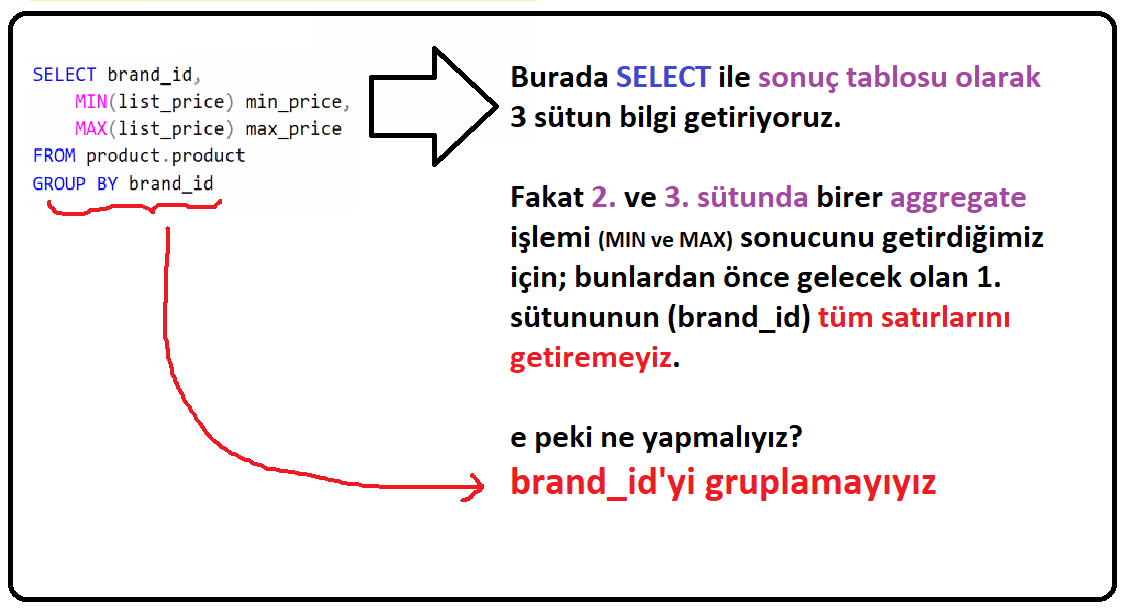 SELECT brand_id,
MIN(list_price) min_price,
MAX(list_price) max_price
FROM product.product
GROUP BY brand_id
Burada SELECT ile sonuç tablosu olarak
3 sütun bilgi getiriyoruz.
Fakat 2. ve 3. sütunda birer aggregate
işlemi (MIN ve MAX) sonucunu getirdiğimiz
için; bunlardan önce gelecek olan 1.
sütununun (brand_id) tüm satırlarını
getiremeyiz.
e peki ne yapmalıyız?
brand_id'yi gruplamayıyız